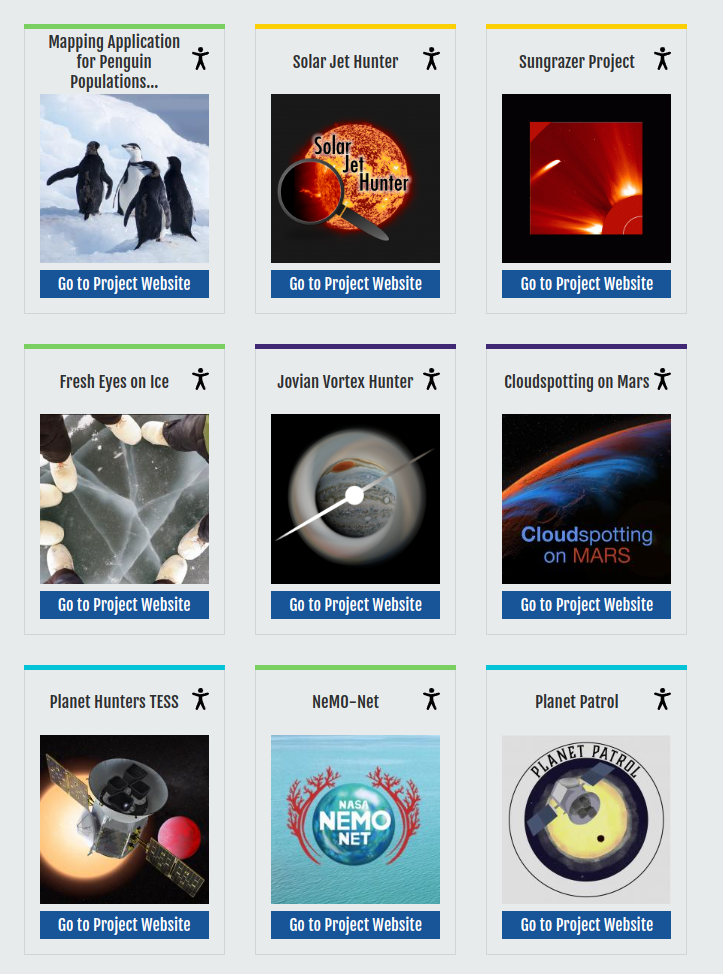 Mapping Application
for Penguin
Populations...
Go to Project Website
Solar Jet Hunter
Solar
Jet
Hunter
Go to Project Website
Sungrazer Project
Go to Project Website
Fresh Eyes on Ice
Go to Project Website
Jovian Vortex Hunter
Go to Project Website
Cloudspotting on Mars
Cloudspotting
on MARS
Go to Project Website
Planet Hunters TESS
Go to Project Website
NeMO-Net
NASA
NEMO
NET
Go to Project Website
Planet Patrol
PLANET PATROL
Go to Project Website